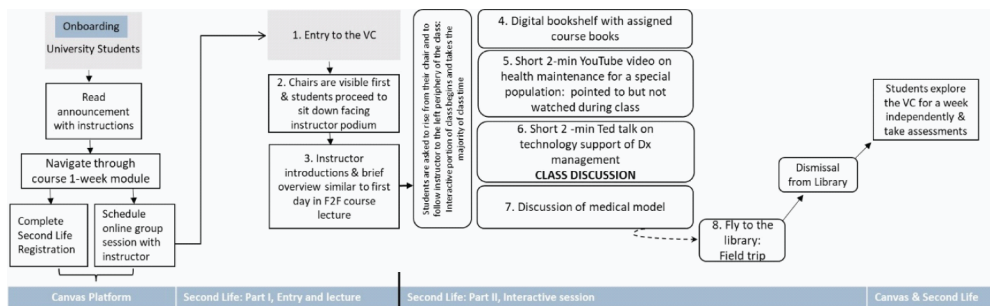 Onboarding
University Students
Read
announcement
with instructions
Navigate through
course 1-week module
Complete
Second Life
Registration
Schedule
online group
session with
instructor
1. Entry to the VC
2. Chairs are visible first
& students proceed to
sit down facing
instructor podium
3. Instructor
introductions & brief
overview similar to first
day in F2F course
lecture
Students are asked to rise from their chair and to
follow instructor to the left periphery of the class:
Interactive portion of class begins and takes the
majority of class time
4. Digital bookshelf with assigned
course books
5. Short 2-min YouTube video on
health maintenance for a special
population: pointed to but not
watched during class
6. Short 2 -min Ted talk on
technology support of Dx
management
CLASS DISCUSSION
7. Discussion of medical model
8. Fly to the
library:
Field trip
Dismissal
from Library
Students explore
the VC for a week
independently &
take assessments
Canvas Platform
Second Life: Part I, Entry and lecture
Second Life: Part II, Interactive session
Canvas & Second Life